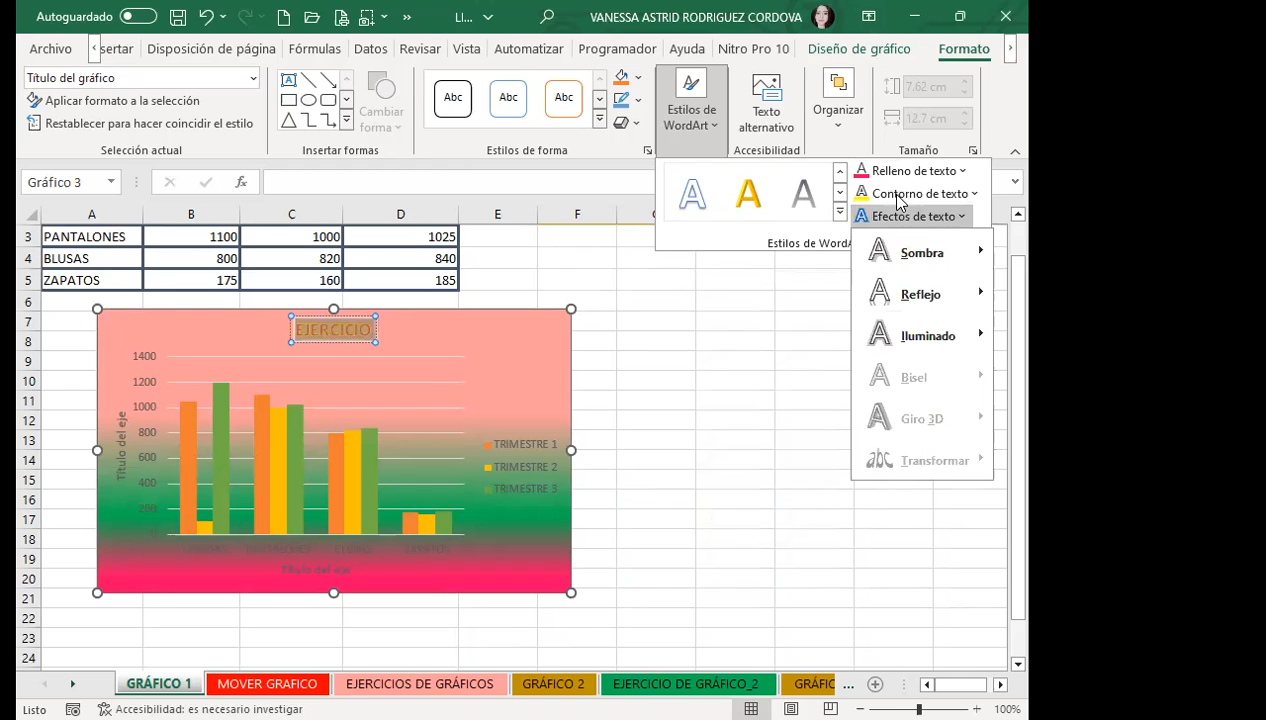 Autoguardado
LI...
VANESSA ASTRID RODRIGUEZ CORDOVA
Archivo
sertar
Disposición de página
Fórmulas
Datos
Revisar
Vista
Automatizar
Programador
Ayuda
Nitro Pro 10
Diseño de gráfico
Formato
Título del gráfico
Aplicar formato a la selección
Restablecer para hacer coincidir el estilo
Selección actual
Cambiar
forma
Insertar formas
Abc
Abc
Abc
Estilos de forma
Estilos de
WordArt
Texto
alternativo
Accesibilidad
Organizar
7.62 cm
12.7 cm
Tamaño
Relleno de texto
Contorno de texto
Efectos de texto
Estilos de WordA
Sombra
Reflejo
Iluminado
Bisel
Giro 3D
Transformar
Gráfico 3
fx
A B C D E F
3 PANTALONES 1100 1000 1025
4 BLUSAS 800 820 840
5 ZAPATOS 175 160 185
6
7
8
9
10
11
12
13
14
15
16
17
18
19
20
21
22
23
24
EJERCICIO
1400
1200
1000
800
600
400
200
0
Título del eje
TRIMESTRE 1
TRIMESTRE 2
TRIMESTRE 3
PANTALONES BLUSAS ZAPATOS
Título del eje
GRÁFICO 1
MOVER GRAFICO
EJERCICIOS DE GRÁFICOS
GRÁFICO 2
EJERCICIO DE GRÁFICO_2
GRÁFIC
...
Listo
Accesibilidad: es necesario investigar
100%